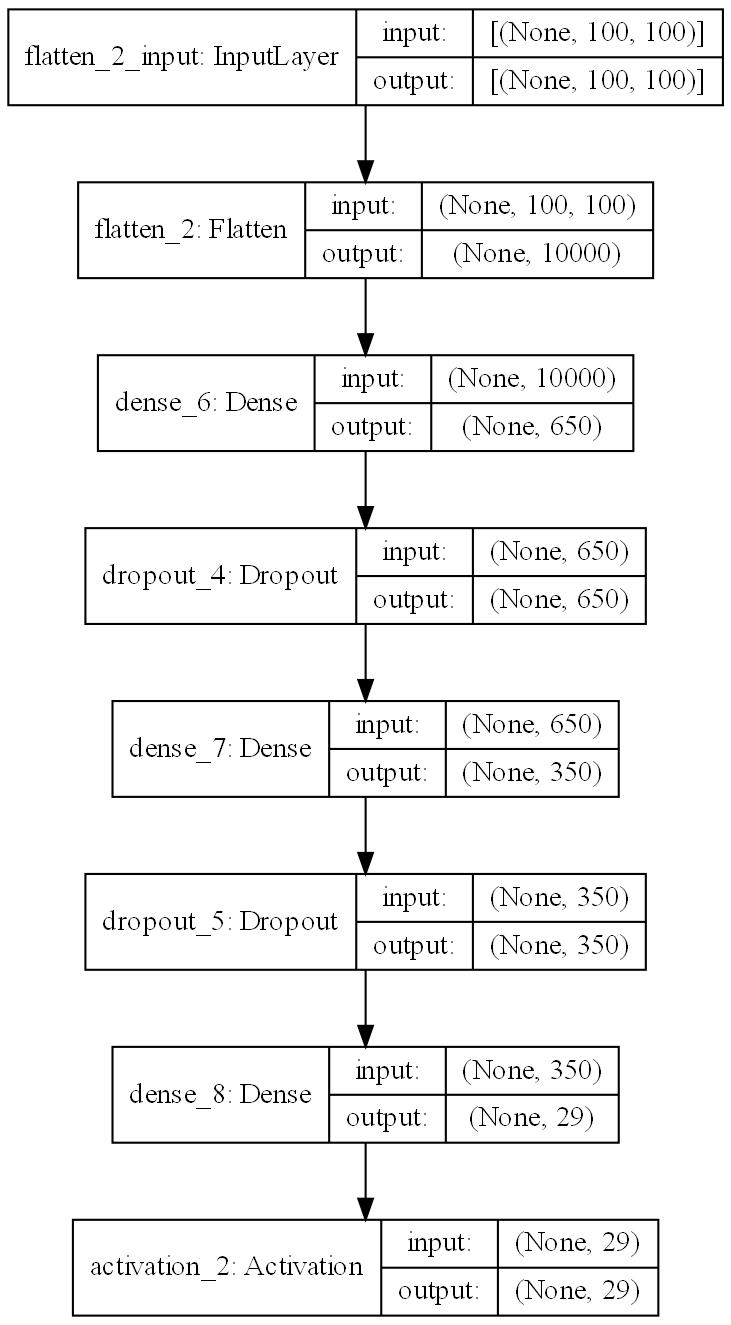 flatten_2_input: InputLayer
input:
[(None, 100, 100)]
output:
[(None, 100, 100)]
flatten_2: Flatten
input:
(None, 100, 100)
output:
(None, 10000)
dense_6: Dense
input:
(None, 10000)
output:
(None, 650)
dropout_4: Dropout
input:
(None, 650)
output:
(None, 650)
dense_7: Dense
input:
(None, 650)
output:
(None, 350)
dropout_5: Dropout
input:
(None, 350)
output:
(None, 350)
dense_8: Dense
input:
(None, 350)
output:
(None, 29)
activation_2: Activation
input:
(None, 29)
output:
(None, 29)